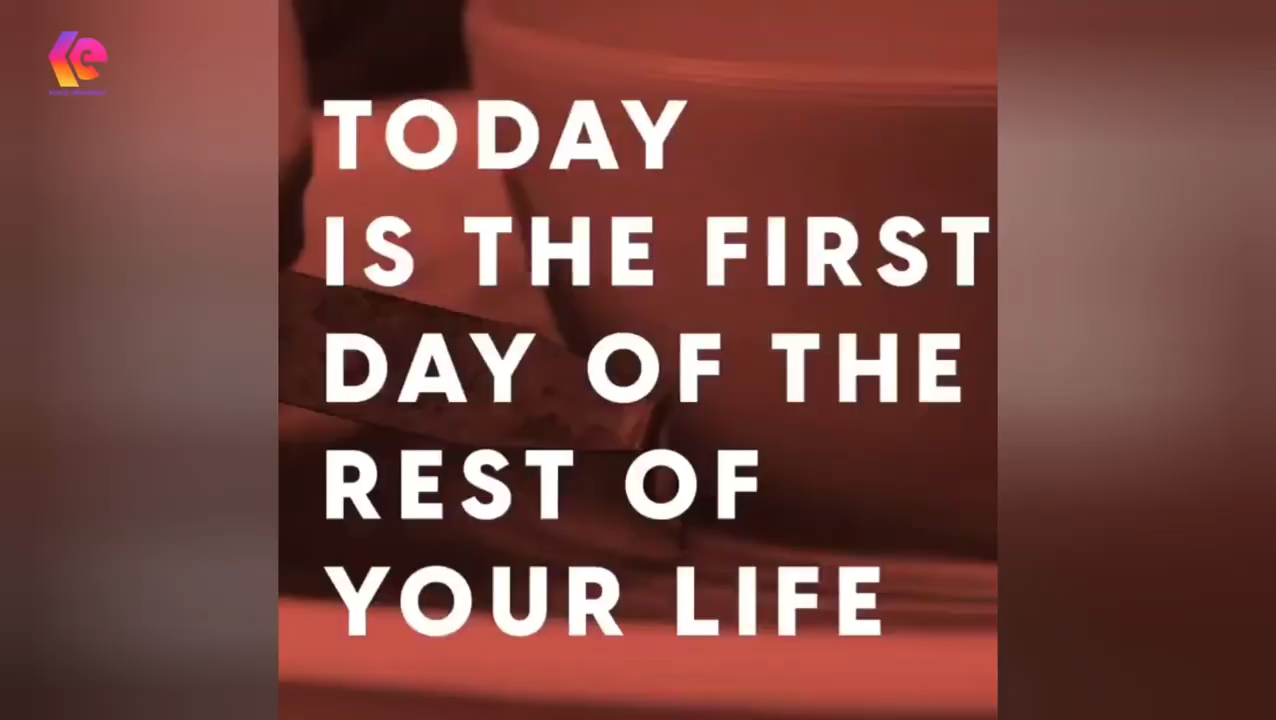 TODAY
IS THE FIRST
DAY OF THE
REST OF
YOUR LIFE